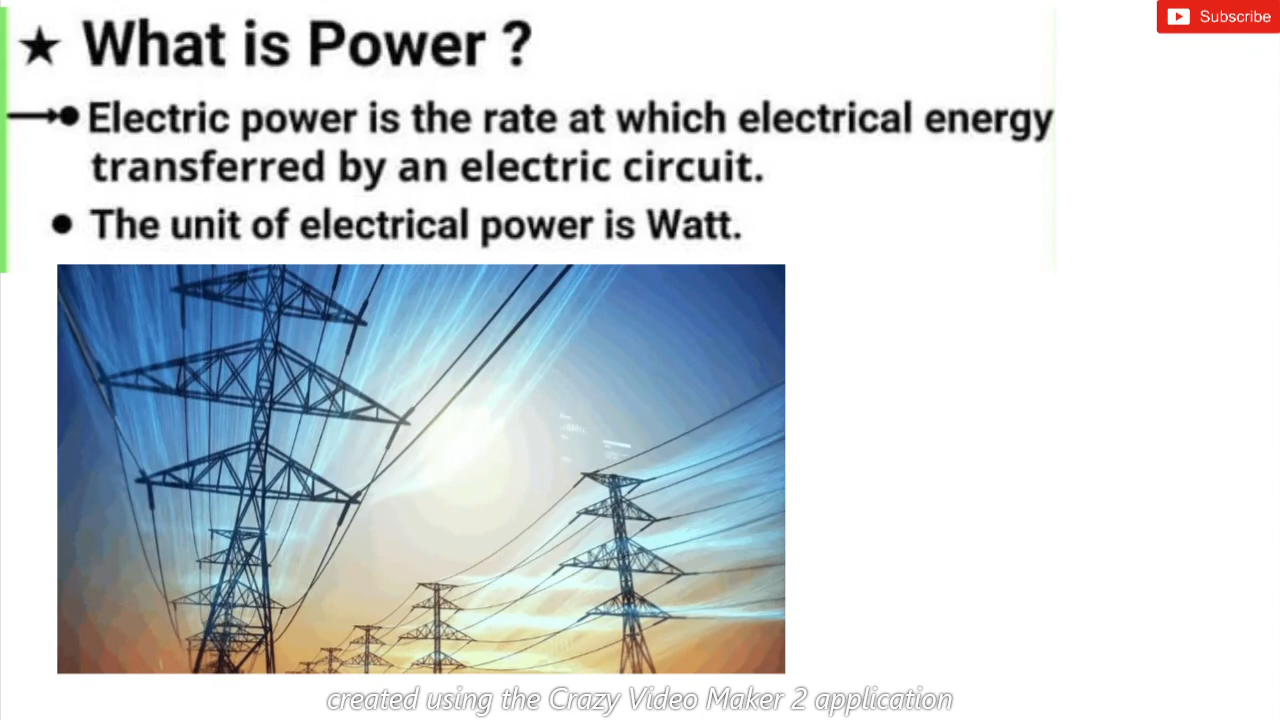 ★ What is Power ?
Subscribe
Electric power is the rate at which electrical energy
transferred by an electric circuit.
● The unit of electrical power is Watt.
created using the Crazy Video Maker 2 application